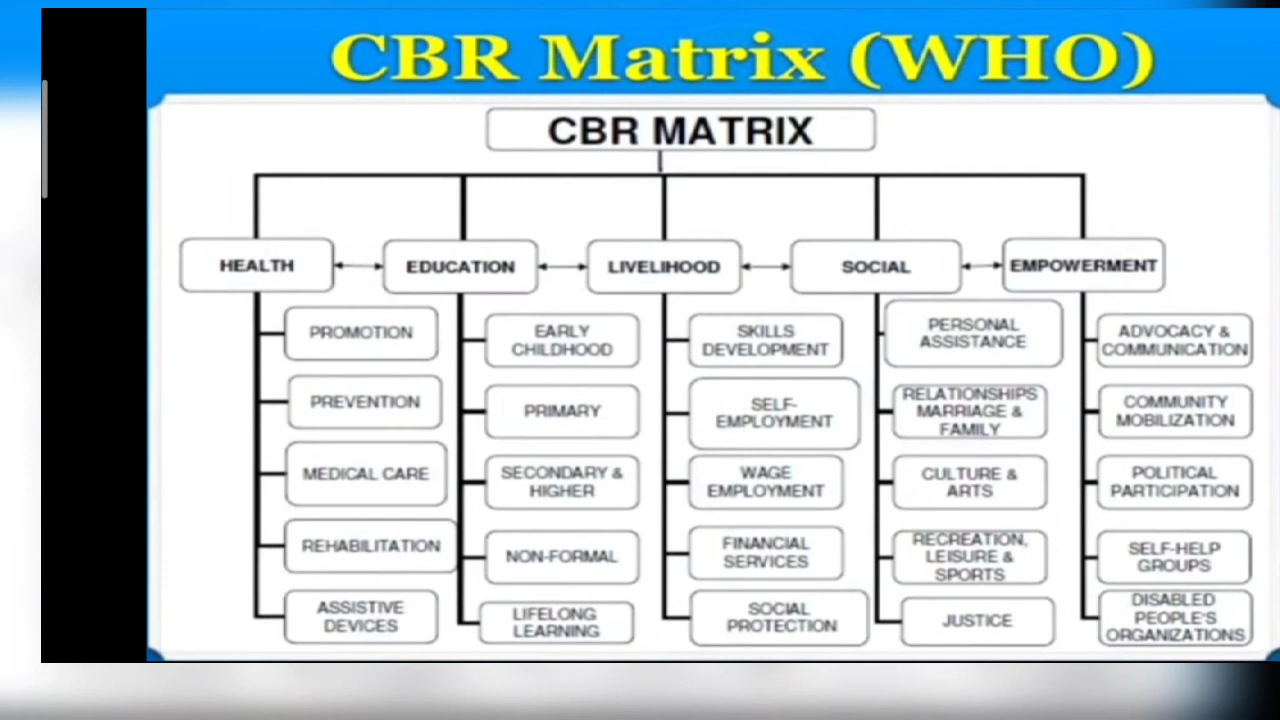 CBR Matrix (WHO)
CBR MATRIX
HEALTH
EDUCATION
LIVELIHOOD
SOCIAL
EMPOWERMENT
PROMOTION
PREVENTION
MEDICAL CARE
REHABILITATION
ASSISTIVE
DEVICES
EARLY
CHILDHOOD
PRIMARY
SECONDARY &
HIGHER
NON-FORMAL
LIFELONG
LEARNING
SKILLS
DEVELOPMENT
SELF-
EMPLOYMENT
WAGE
EMPLOYMENT
FINANCIAL
SERVICES
SOCIAL
PROTECTION
PERSONAL
ASSISTANCE
RELATIONSHIPS
MARRIAGE &
FAMILY
CULTURE &
ARTS
RECREATION,
LEISURE &
SPORTS
JUSTICE
ADVOCACY &
COMMUNICATION
COMMUNITY
MOBILIZATION
POLITICAL
PARTICIPATION
SELF-HELP
GROUPS
DISABLED
PEOPLE'S
ORGANIZATIONS